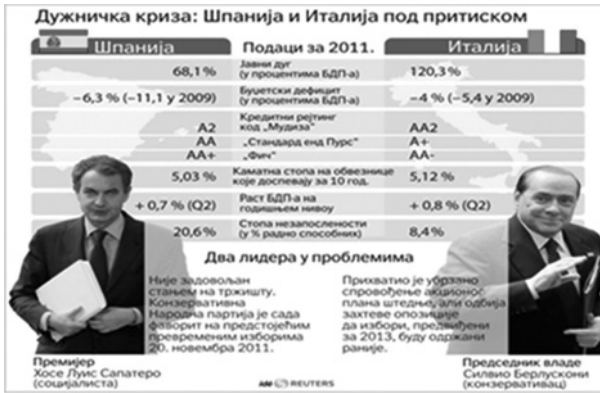 Дужничка криза: Шпанија и Италија под притиском
Шпанија
Подаци за 2011.
Италија
68,1%
Јавни дуг
(у процентима БДП-а)
120,3%
–6,3 % (–11,1 у 2009)
Буџетски дефицит
(у процентима БДП-а)
–4% (–5,4 у 2009)
Кредитни рејтинг
код „Мудиза“
A2
AA2
AA
„Стандард енд Пурс“
A+
AA+
„Фич“
AA-
5,03 %
Каматна стопа на обвезнице
које доспевају за 10 год.
5,12 %
+ 0,7 % (Q2)
Раст БДП-а на
годишњем нивоу
+ 0,8 % (Q2)
20,6%
Стопа незапослености
(у % радно способних)
8,4%
Два лидера у проблемима
Није задовољан
стањем на тржишту.
Конзервативна
Народна партија је сада
фаворит на предстојећим
превременим изборима
20. новембра 2011.
Прихватио је убрзано
спровођење акционог
плана штедње, али одбија
захтеве опозиције
да избори, предвиђени
за 2013, буду одржани
раније.
Премијер
Хосе Луис Сапатеро
(социјалиста)
REUTERS
Председник владе
Силвио Берлускони
(конзервативац)